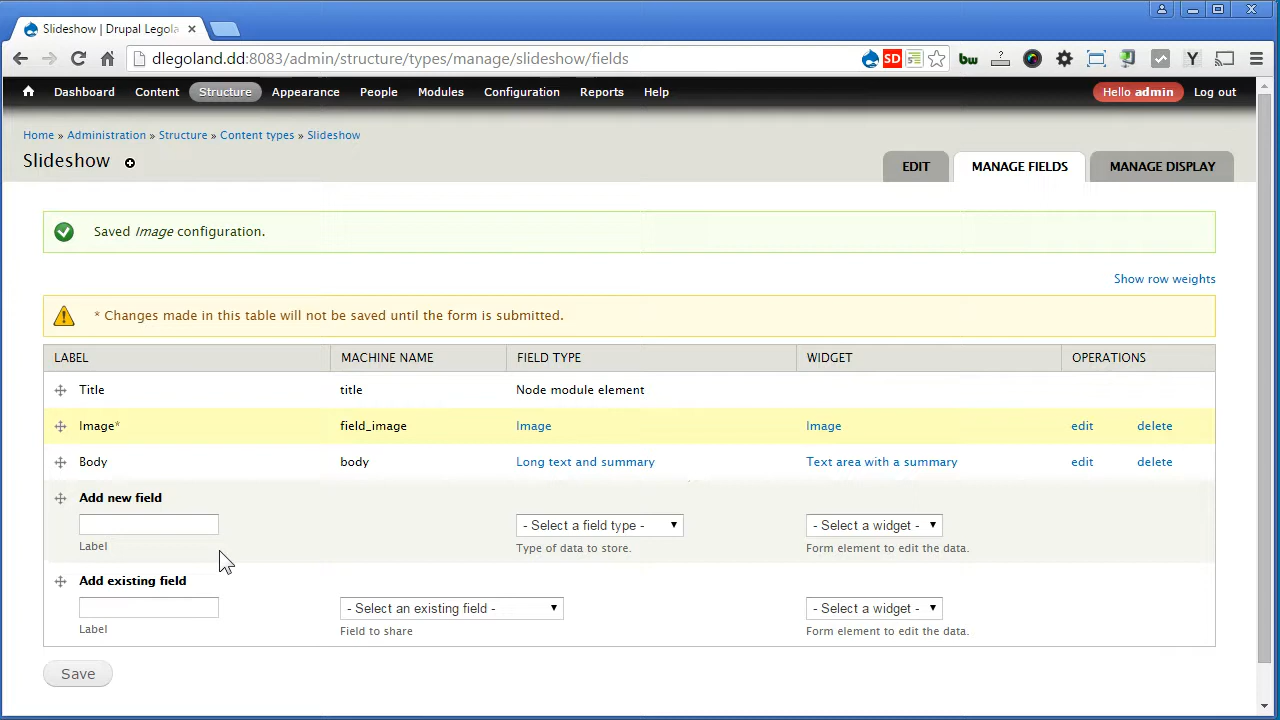 Slideshow | Drupal Legola
dlegoland.dd:8083/admin/structure/types/manage/slideshow/fields
SD
bw
Y
Dashboard Content Structure Appearance People Modules Configuration Reports Help Hello admin Log out
Home » Administration » Structure » Content types » Slideshow
Slideshow
EDIT MANAGE FIELDS MANAGE DISPLAY
Saved Image configuration.
Show row weights
* Changes made in this table will not be saved until the form is submitted.
LABEL MACHINE NAME FIELD TYPE WIDGET OPERATIONS
Title title Node module element
Image* field_image Image Image edit delete
Body body Long text and summary Text area with a summary edit delete
Add new field
- Select a field type - - Select a widget -
Label Type of data to store. Form element to edit the data.
Add existing field
- Select an existing field - - Select a widget -
Label Field to share Form element to edit the data.
Save